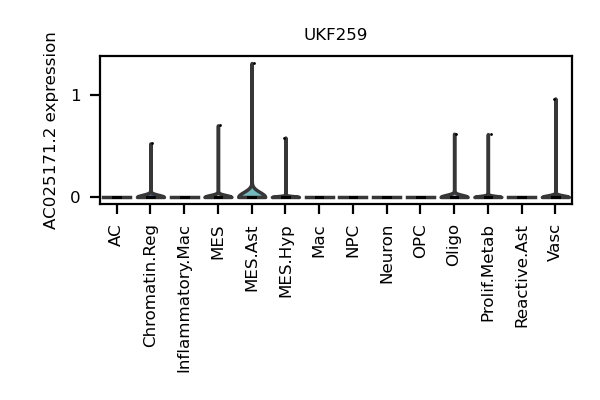 UKF259
AC025171.2 expression
1
0
AC
Chromatin.Reg
Inflammatory.Mac
MES
MES.Ast
MES.Hyp
Mac
NPC
Neuron
OPC
Oligo
Prolif.Metab
Reactive.Ast
Vasc